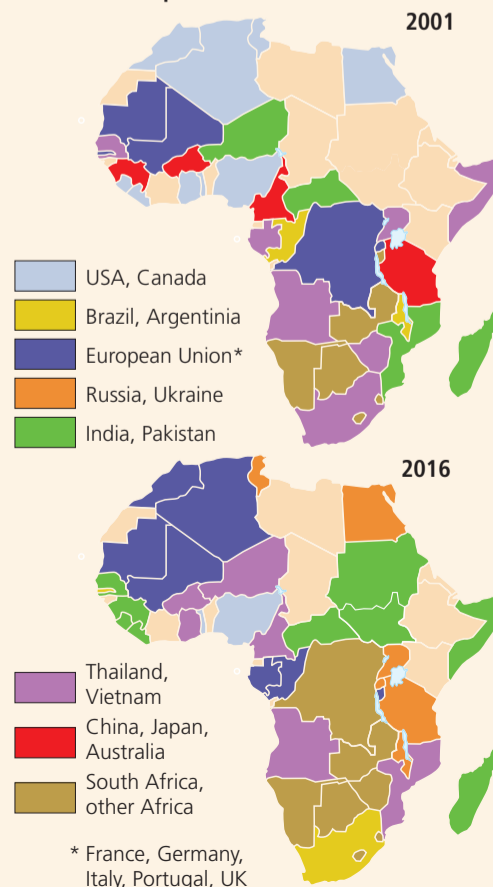 2001
USA, Canada
Brazil, Argentinia
European Union*
Russia, Ukraine
India, Pakistan
2016
Thailand,
Vietnam
China, Japan,
Australia
South Africa,
other Africa
* France, Germany,
Italy, Portugal, UK